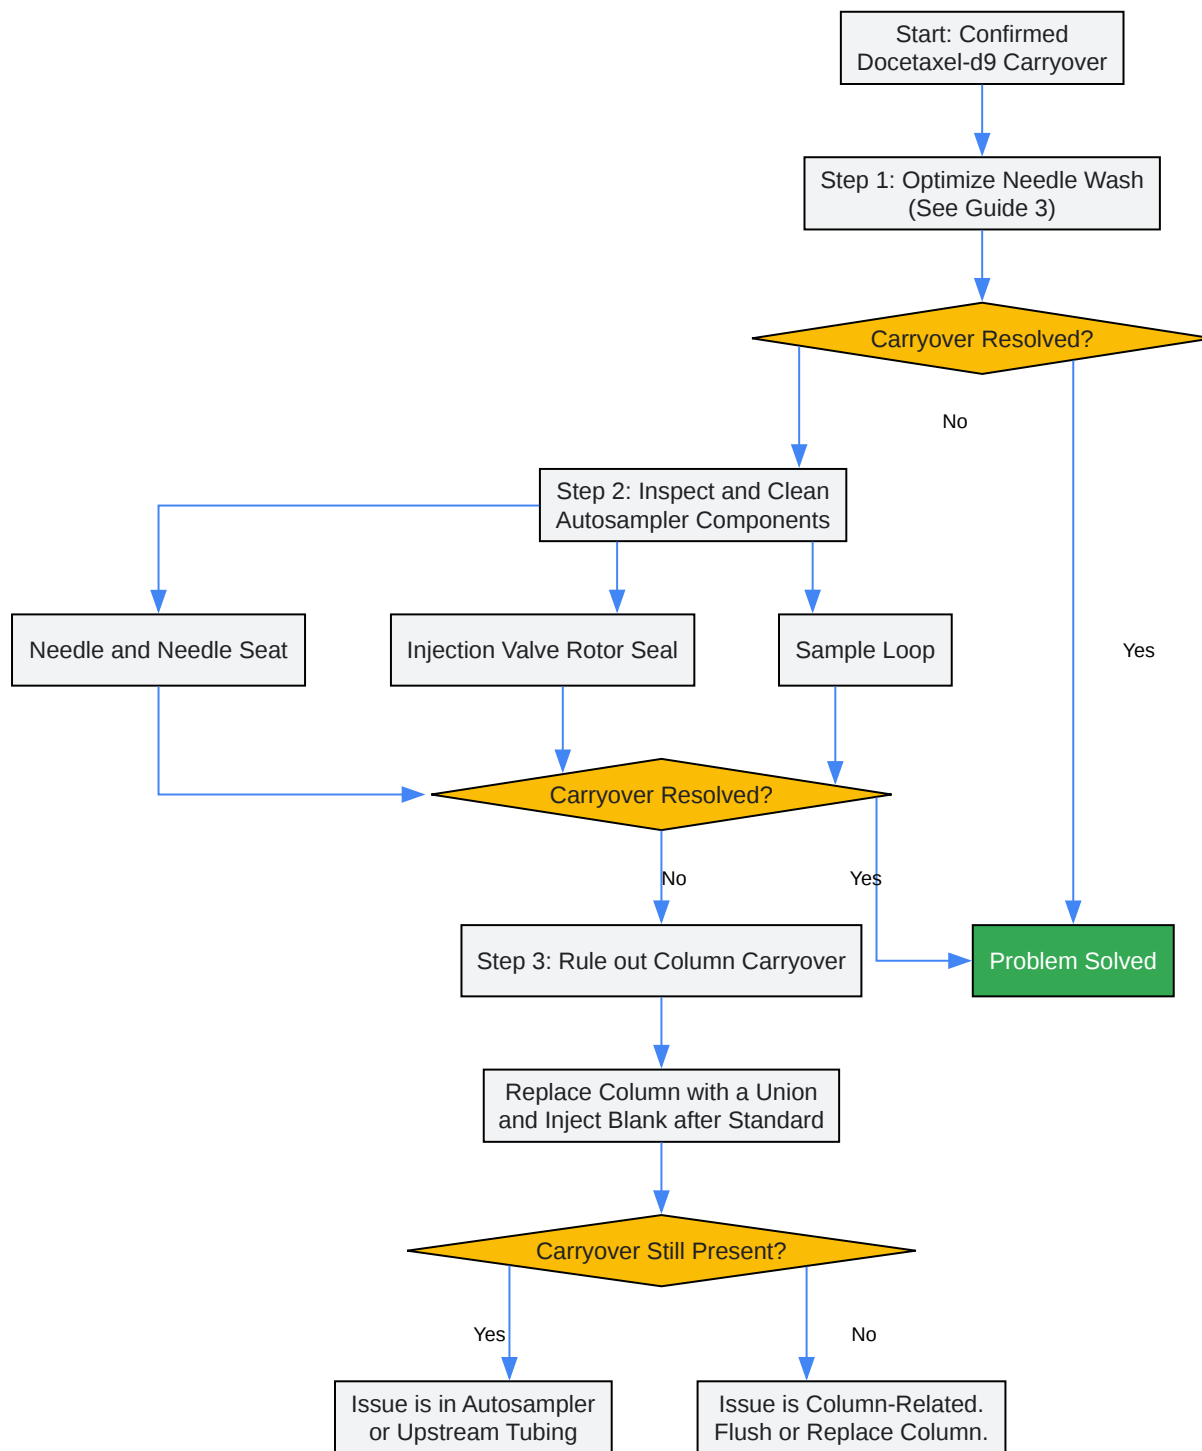 Start: Confirmed
Docetaxel-d9 Carryover
Step 1: Optimize Needle Wash
(See Guide 3)
Carryover Resolved?
No
Step 2: Inspect and Clean
Autosampler Components
Needle and Needle Seat
Injection Valve Rotor Seal
Sample Loop
Yes
Carryover Resolved?
No
Yes
Step 3: Rule out Column Carryover
Problem Solved
Replace Column with a Union
and Inject Blank after Standard
Carryover Still Present?
Yes
No
Issue is in Autosampler
or Upstream Tubing
Issue is Column-Related.
Flush or Replace Column.